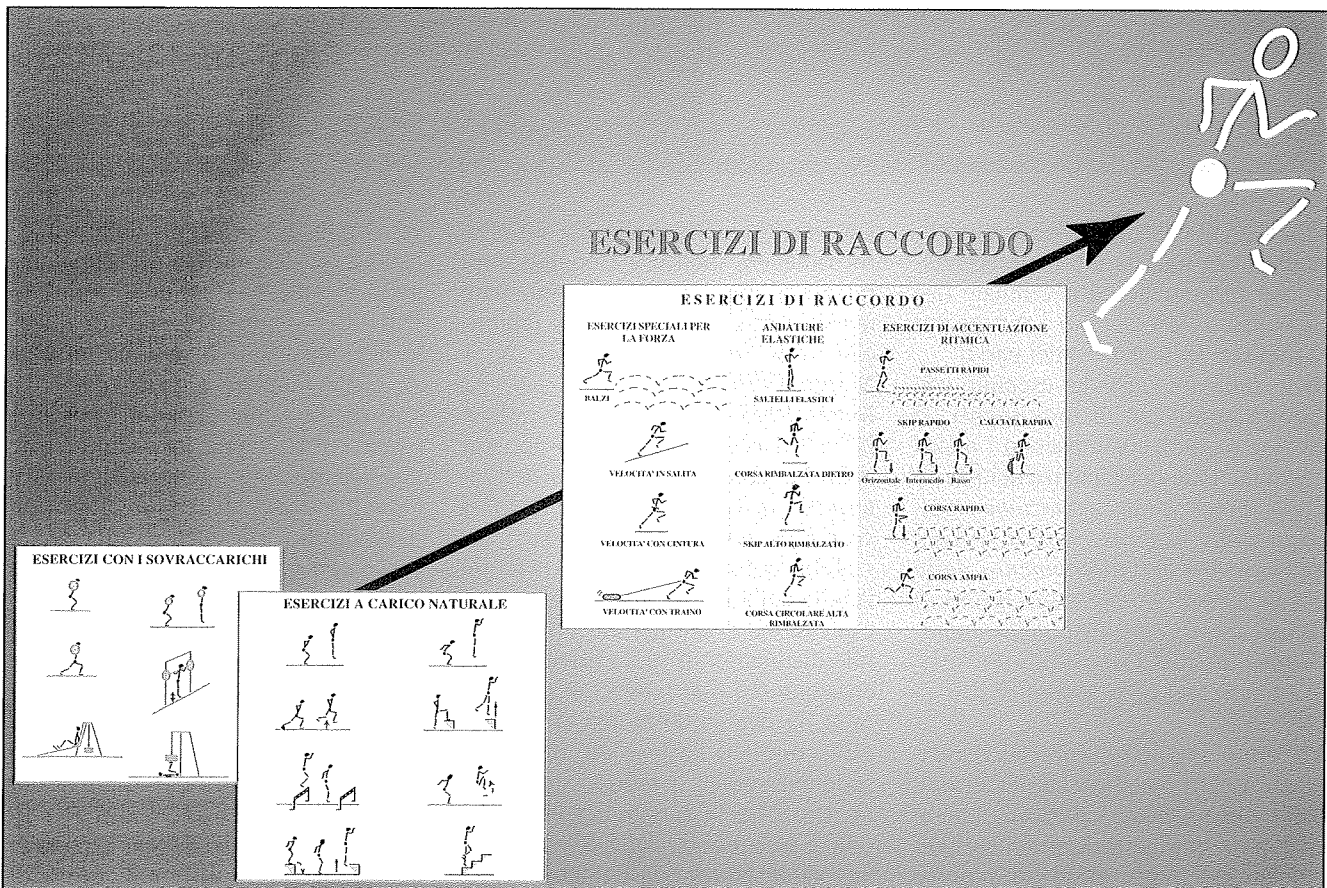 ESERCIZI DI RACCORDO
ESERCIZI DI RACCORDO
ESERCIZI SPECIALI PER
LA FORZA
BALZI
VELOCITA' IN SALITA
VELOCITA' CON CINTURA
VELOCITA' CON TRAINO
ANDATURE
ELASTICHE
SALTELLI ELASTICI
CORSA RIMBALZATA DIETRO
SKIP ALTO RIMBALZATO
CORSA CIRCOLARE ALTA
RIMBALZATA
ESERCIZI DI ACCENTUAZIONE
RITMICA
PASSETTI RAPIDI
SKIP RAPIDO CALCIATA RAPIDA
Orizzontale Intermedio Basso
CORSA RAPIDA
CORSA AMPIA
ESERCIZI CON I SOVRACCARICHI
ESERCIZI A CARICO NATURALE